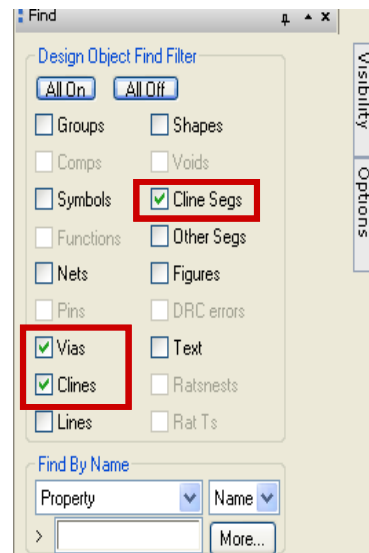 Find
Design Object Find Filter
All On All Off
Groups Shapes
Comps Voids
Symbols Cline Segs
Functions Other Segs
Nets Figures
Pins DRC errors
Vias Text
Clines Ratsnests
Lines Rat Ts
Find By Name
Property Name
> More...
Visibility
Options